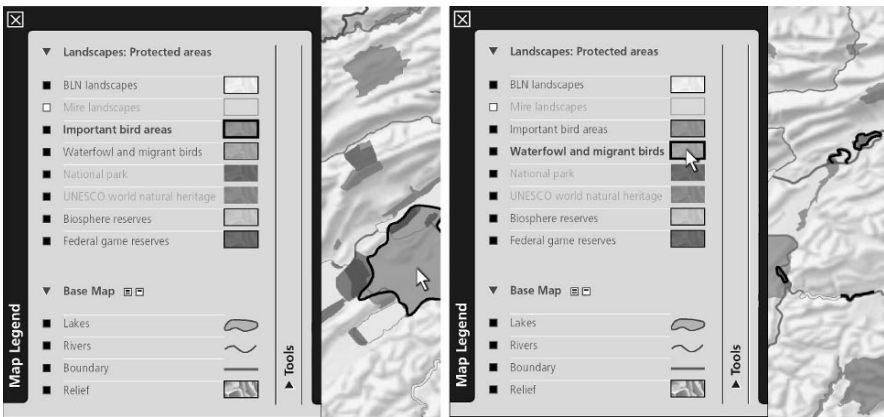 Landscapes: Protected areas
BLN landscapes
Mire landscapes
Important bird areas
Waterfowl and migrant birds
National park
UNESCO world natural heritage
Biosphere reserves
Federal game reserves
Base Map
Lakes
Rivers
Boundary
Relief
Map Legend
Tools
Landscapes: Protected areas
BLN landscapes
Mire landscapes
Important bird areas
Waterfowl and migrant birds
National park
UNESCO world natural heritage
Biosphere reserves
Federal game reserves
Base Map
Lakes
Rivers
Boundary
Relief
Map Legend
Tools